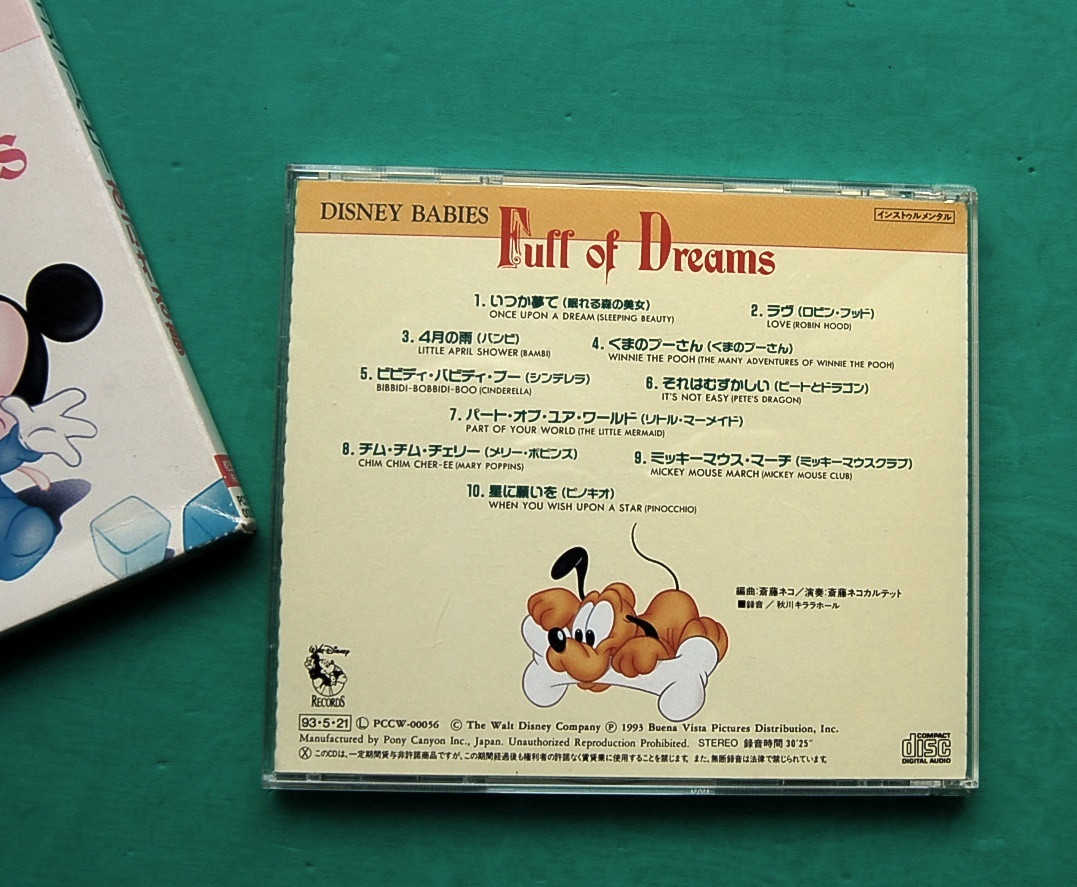 DISNEY BABIES Full of Dreams
インストゥルメンタル
1. いつか夢で (眠れる森の美女)
ONCE UPON A DREAM (SLEEPING BEAUTY)
2. ラヴ (ロビン・フッド)
LOVE (ROBIN HOOD)
3. 4月の雨 (バンビ)
LITTLE APRIL SHOWER (BAMBI)
4. くまのプーさん (くまのプーさん)
WINNIE THE POOH (THE MANY ADVENTURES OF WINNIE THE POOH)
5. ビビディ・バビディ・ブー (シンデレラ)
BIBBIDI-BOBBIDI-BOO (CINDERELLA)
6. それはむずかしい (ピートとドラゴン)
IT'S NOT EASY (PETE'S DRAGON)
7. パート・オブ・ユア・ワールド (リトル・マーメイド)
PART OF YOUR WORLD (THE LITTLE MERMAID)
8. チム・チム・チェリー (メリー・ポピンズ)
CHIM CHIM CHER-EE (MARY POPPINS)
9. ミッキーマウス・マーチ (ミッキーマウスクラブ)
MICKEY MOUSE MARCH (MICKEY MOUSE CLUB)
10. 星に願いを (ピノキオ)
WHEN YOU WISH UPON A STAR (PINOCCHIO)
編曲:斎藤ネコ/演奏:斎藤ネコカルテット
■録音/秋川キララホール
Walt Disney
RECORDS
93・5・21 Ⓛ PCCW-00056 © The Walt Disney Company Ⓟ 1993 Buena Vista Pictures Distribution, Inc.
Manufactured by Pony Canyon Inc., Japan. Unauthorized Reproduction Prohibited. STEREO 録音時間 30'25"
Ⓧ このCDは、一定期間貸与非許諾商品ですが、この期間経過後も権利者の許諾なく賃貸業に使用することを禁じます。また、無断録音は法律で禁じられています。
COMPACT
disc
DIGITAL AUDIO